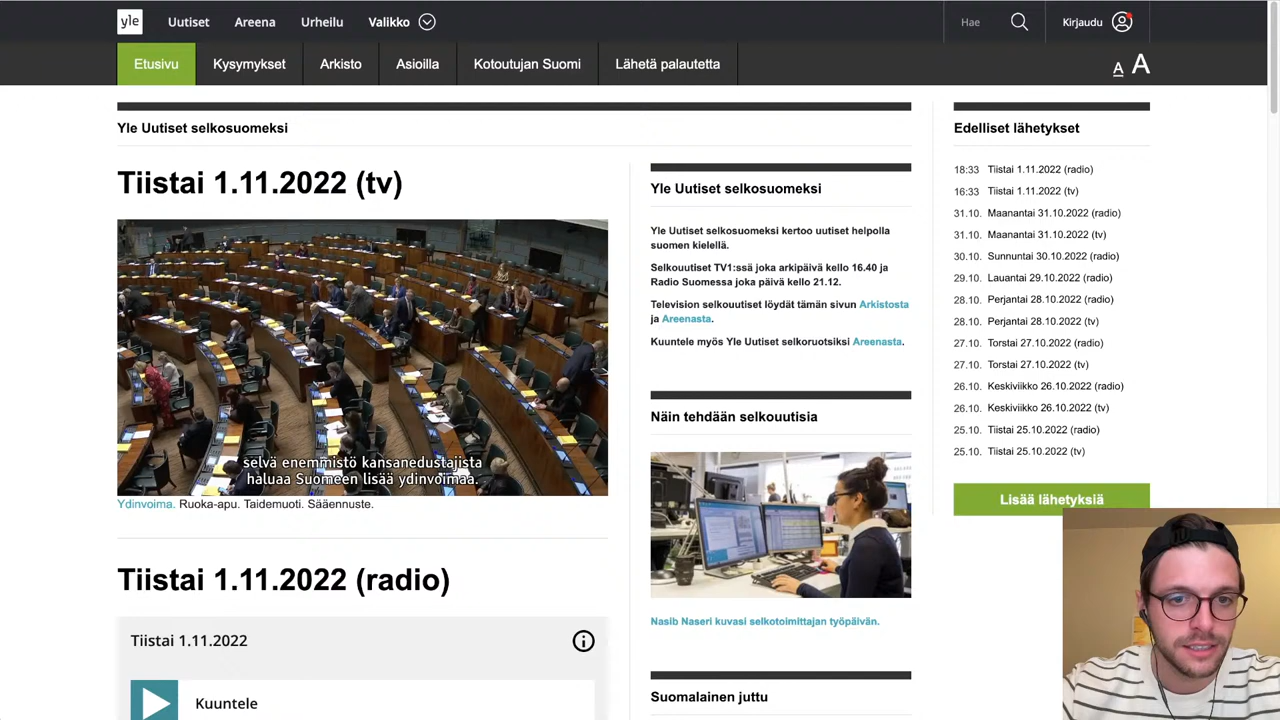 yle
Uutiset
Areena
Urheilu
Valikko
Hae
Kirjaudu
Etusivu
Kysymykset
Arkisto
Asioilla
Kotoutujan Suomi
Lähetä palautetta
A A
Yle Uutiset selkosuomeksi
Tiistai 1.11.2022 (tv)
selvä enemmistö kansanedustajista
haluaa Suomeen lisää ydinvoimaa.
Ydinvoima. Ruoka-apu. Taidemuoti. Sääennuste.
Tiistai 1.11.2022 (radio)
Tiistai 1.11.2022
Kuuntele
Yle Uutiset selkosuomeksi
Yle Uutiset selkosuomeksi kertoo uutiset helpolla
suomen kielellä.
Selkouutiset TV1:ssä joka arkipäivä kello 16.40 ja
Radio Suomessa joka päivä kello 21.12.
Television selkouutiset löydät tämän sivun Arkistosta
ja Areenasta.
Kuuntele myös Yle Uutiset selkoruotsiksi Areenasta.
Näin tehdään selkouutisia
Nasib Naseri kuvasi selkotoimittajan työpäivän.
Suomalainen juttu
Edelliset lähetykset
18:33 Tiistai 1.11.2022 (radio)
16:33 Tiistai 1.11.2022 (tv)
31.10. Maanantai 31.10.2022 (radio)
31.10. Maanantai 31.10.2022 (tv)
30.10. Sunnuntai 30.10.2022 (radio)
29.10. Lauantai 29.10.2022 (radio)
28.10. Perjantai 28.10.2022 (radio)
28.10. Perjantai 28.10.2022 (tv)
27.10. Torstai 27.10.2022 (radio)
27.10. Torstai 27.10.2022 (tv)
26.10. Keskiviikko 26.10.2022 (radio)
26.10. Keskiviikko 26.10.2022 (tv)
25.10. Tiistai 25.10.2022 (radio)
25.10. Tiistai 25.10.2022 (tv)
Lisää lähetyksiä